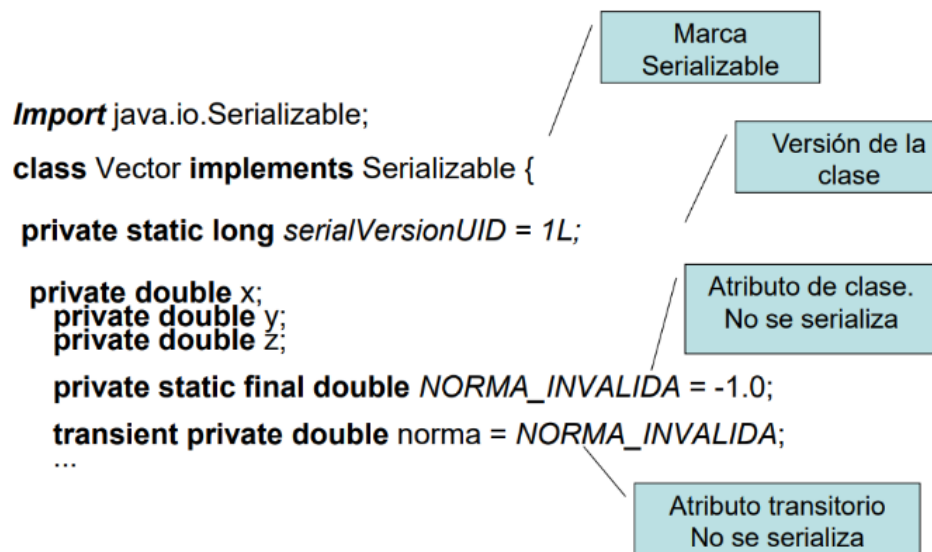 Marca
Serializable
Import java.io.Serializable;
class Vector implements Serializable {
Versión de la
clase
private static long serialVersionUID = 1L;
private double x;
private double y;
private double z;
Atributo de clase.
No se serializa
private static final double NORMA_INVALIDA = -1.0;
transient private double norma = NORMA_INVALIDA;
...
Atributo transitorio
No se serializa